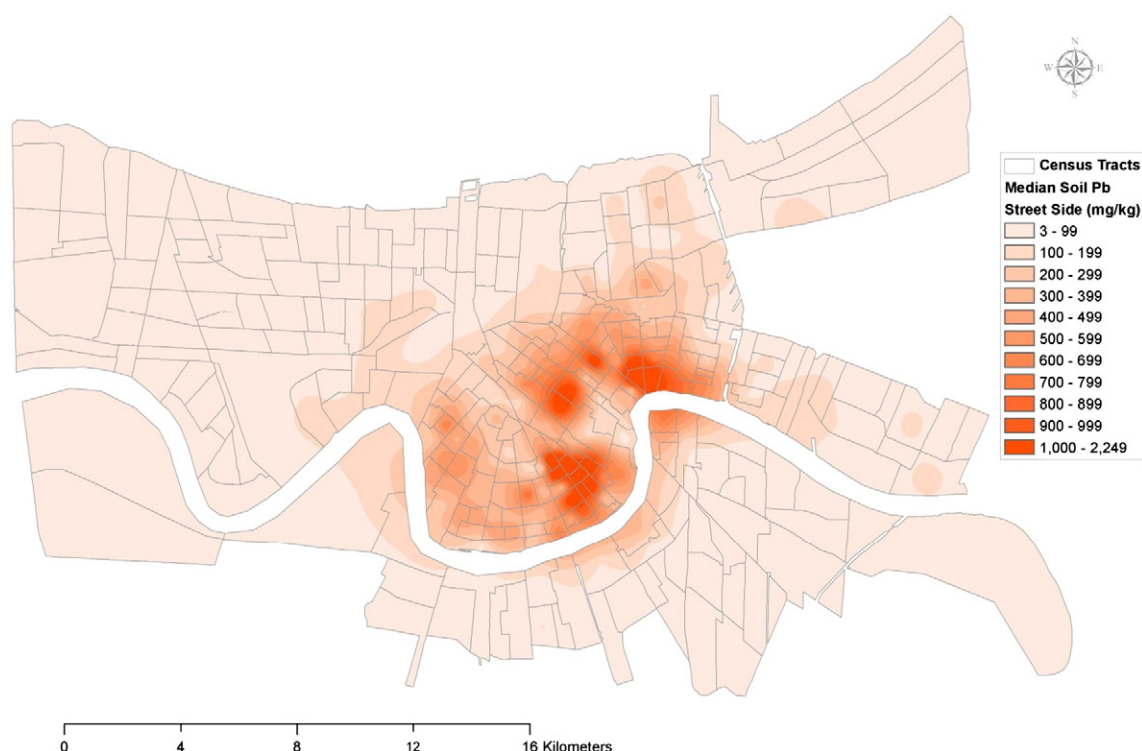 N
W E
S
Census Tracts
Median Soil Pb
Street Side (mg/kg)
3 - 99
100 - 199
200 - 299
300 - 399
400 - 499
500 - 599
600 - 699
700 - 799
800 - 899
900 - 999
1,000 - 2,249
0 4 8 12 16 Kilometers